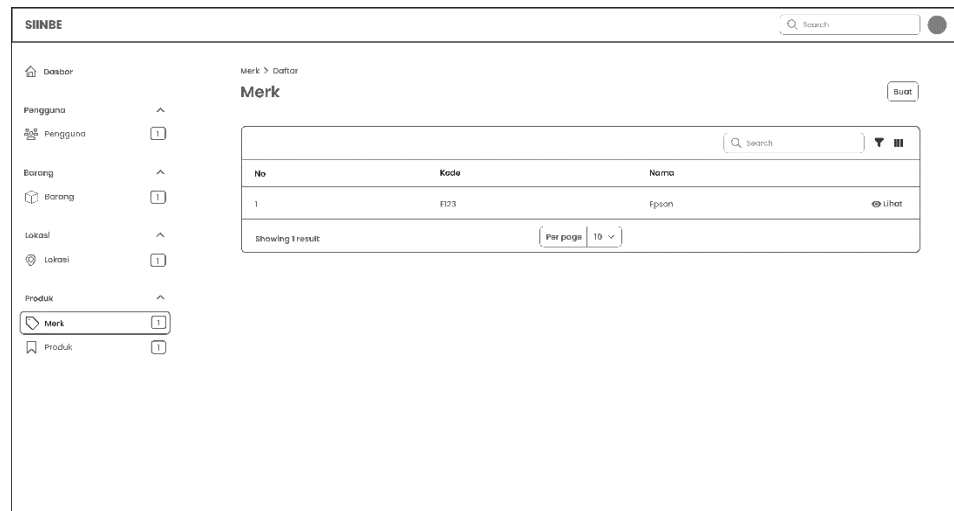 SIINBE
Search
Dasbor
Pengguna
Pengguna 1
Barang
Barang 1
Lokasi
Lokasi 1
Produk
Merk 1
Produk 1
Merk > Daftar
Merk
Buat
Search
No Kode Nama
1 E123 Epson Lihat
Showing 1 result
Per page 10